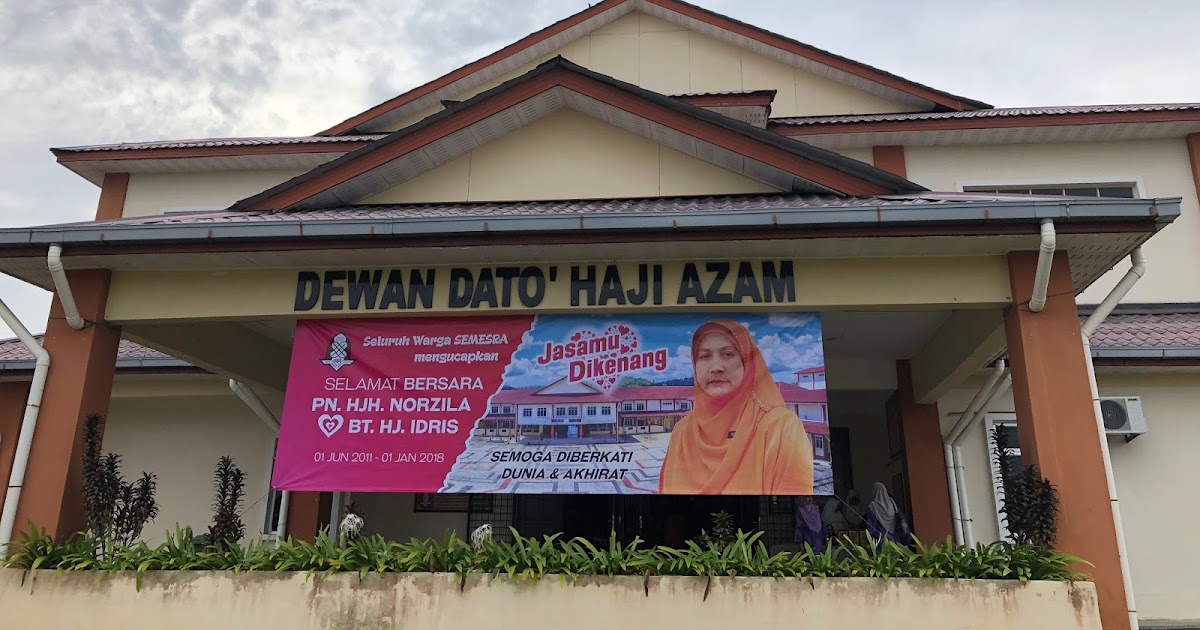 DEWAN DATO' HAJI AZAM
Seluruh Warga SEMESRA
mengucapkan
SELAMAT BERSARA
PN. HJH. NORZILA
BT. HJ. IDRIS
01 JUN 2011 - 01 JAN 2018
Jasamu
Dikenang
SEMOGA DIBERKATI
DUNIA & AKHIRAT